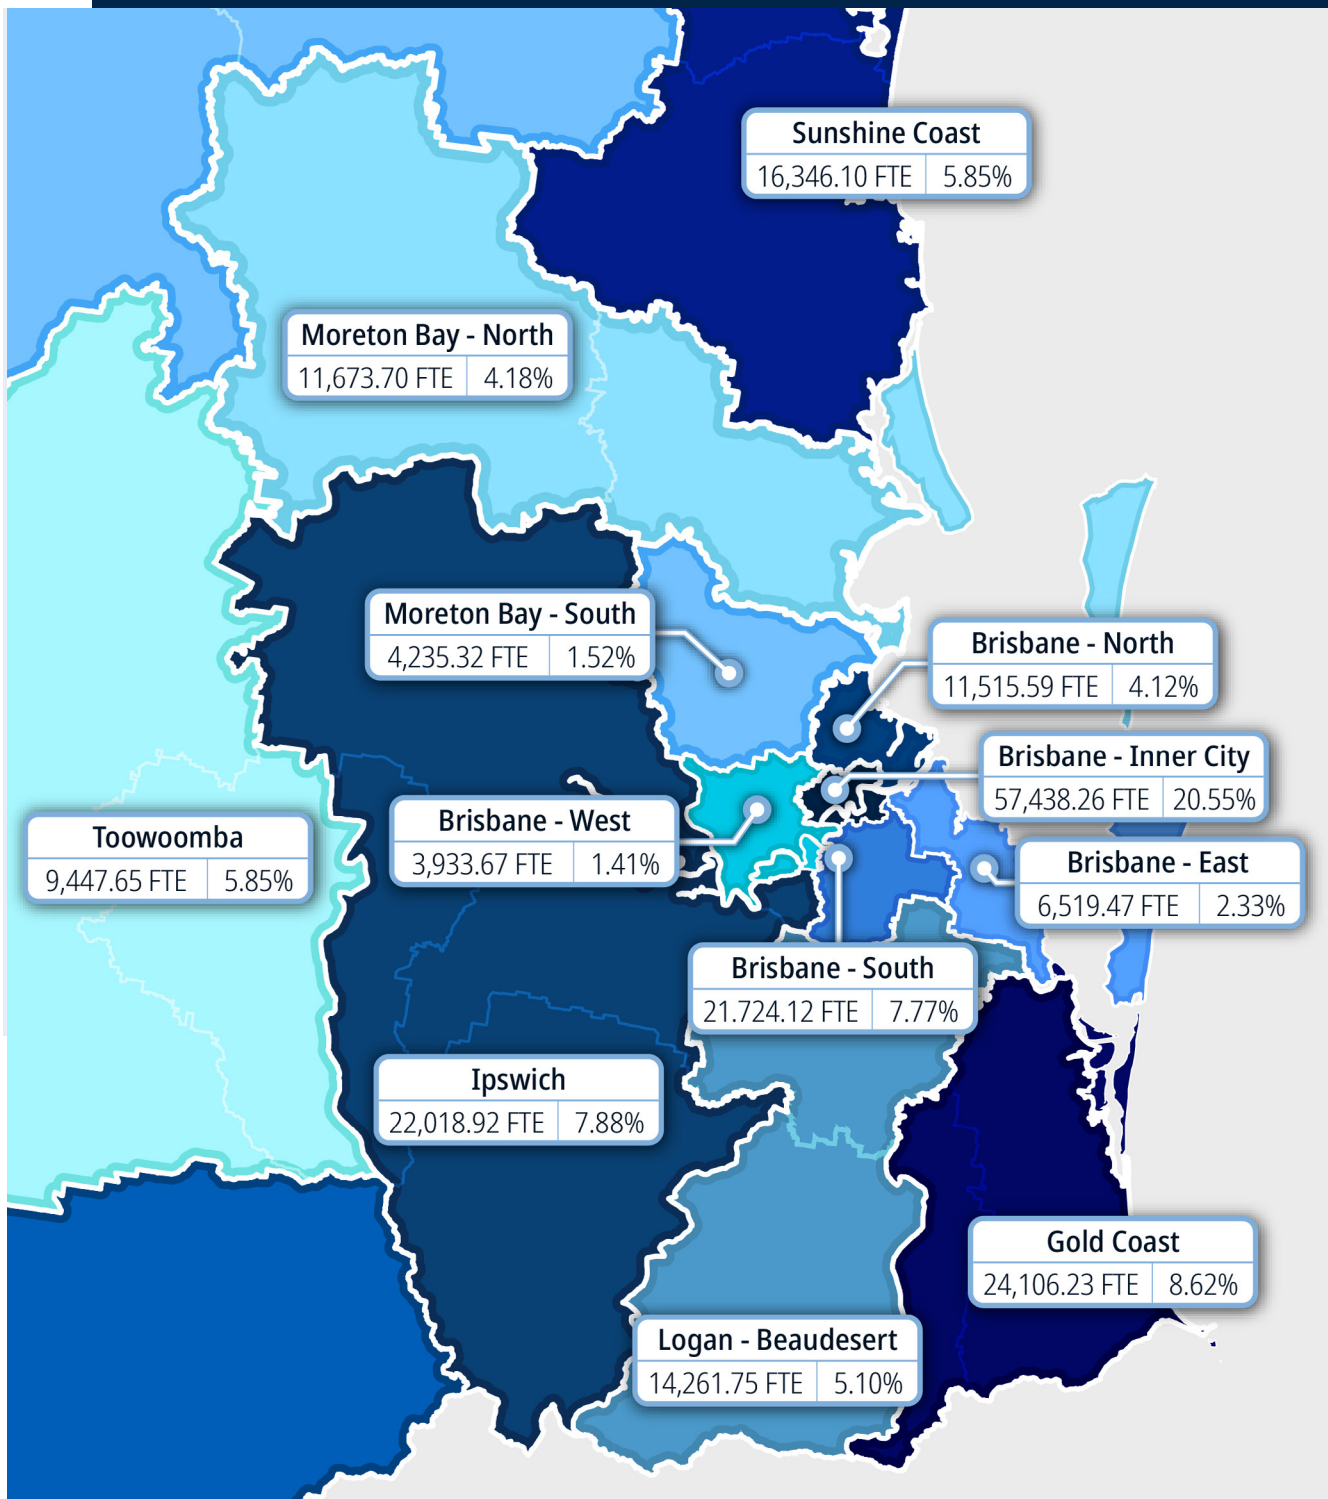 Sunshine Coast
16,346.10 FTE 5.85%
Moreton Bay - North
11,673.70 FTE 4.18%
Moreton Bay - South
4,235.32 FTE 1.52%
Brisbane - North
11,515.59 FTE 4.12%
Brisbane - Inner City
57,438.26 FTE 20.55%
Brisbane - West
3,933.67 FTE 1.41%
Toowoomba
9,447.65 FTE 5.85%
Brisbane - East
6,519.47 FTE 2.33%
Brisbane - South
21.724.12 FTE 7.77%
Ipswich
22,018.92 FTE 7.88%
Gold Coast
24,106.23 FTE 8.62%
Logan - Beaudesert
14,261.75 FTE 5.10%